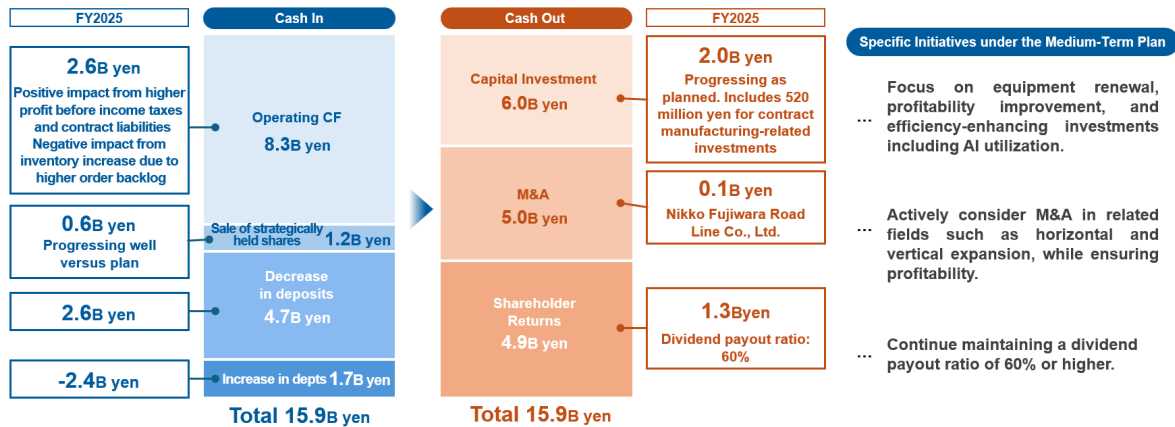 FY2025
Cash In
Cash Out
FY2025
Specific Initiatives under the Medium-Term Plan
2.6B yen
Positive impact from higher
profit before income taxes
and contract liabilities
Negative impact from
inventory increase due to
higher order backlog
0.6B yen
Progressing well
versus plan
2.6B yen
-2.4B yen
Operating CF
8.3B yen
Sale of strategically
held shares 1.2B yen
Decrease
in deposits
4.7B yen
Increase in depts 1.7B yen
Total 15.9B yen
Capital Investment
6.0B yen
M&A
5.0B yen
Shareholder
Returns
4.9B yen
Total 15.9B yen
2.0B yen
Progressing as
planned. Includes 520
million yen for contract
manufacturing-related
investments
0.1B yen
Nikko Fujiwara Road
Line Co., Ltd.
1.3Byen
Dividend payout ratio:
60%
... Focus on equipment renewal,
profitability improvement, and
efficiency-enhancing investments
including AI utilization.
... Actively consider M&A in related
fields such as horizontal and
vertical expansion, while ensuring
profitability.
... Continue maintaining a dividend
payout ratio of 60% or higher.